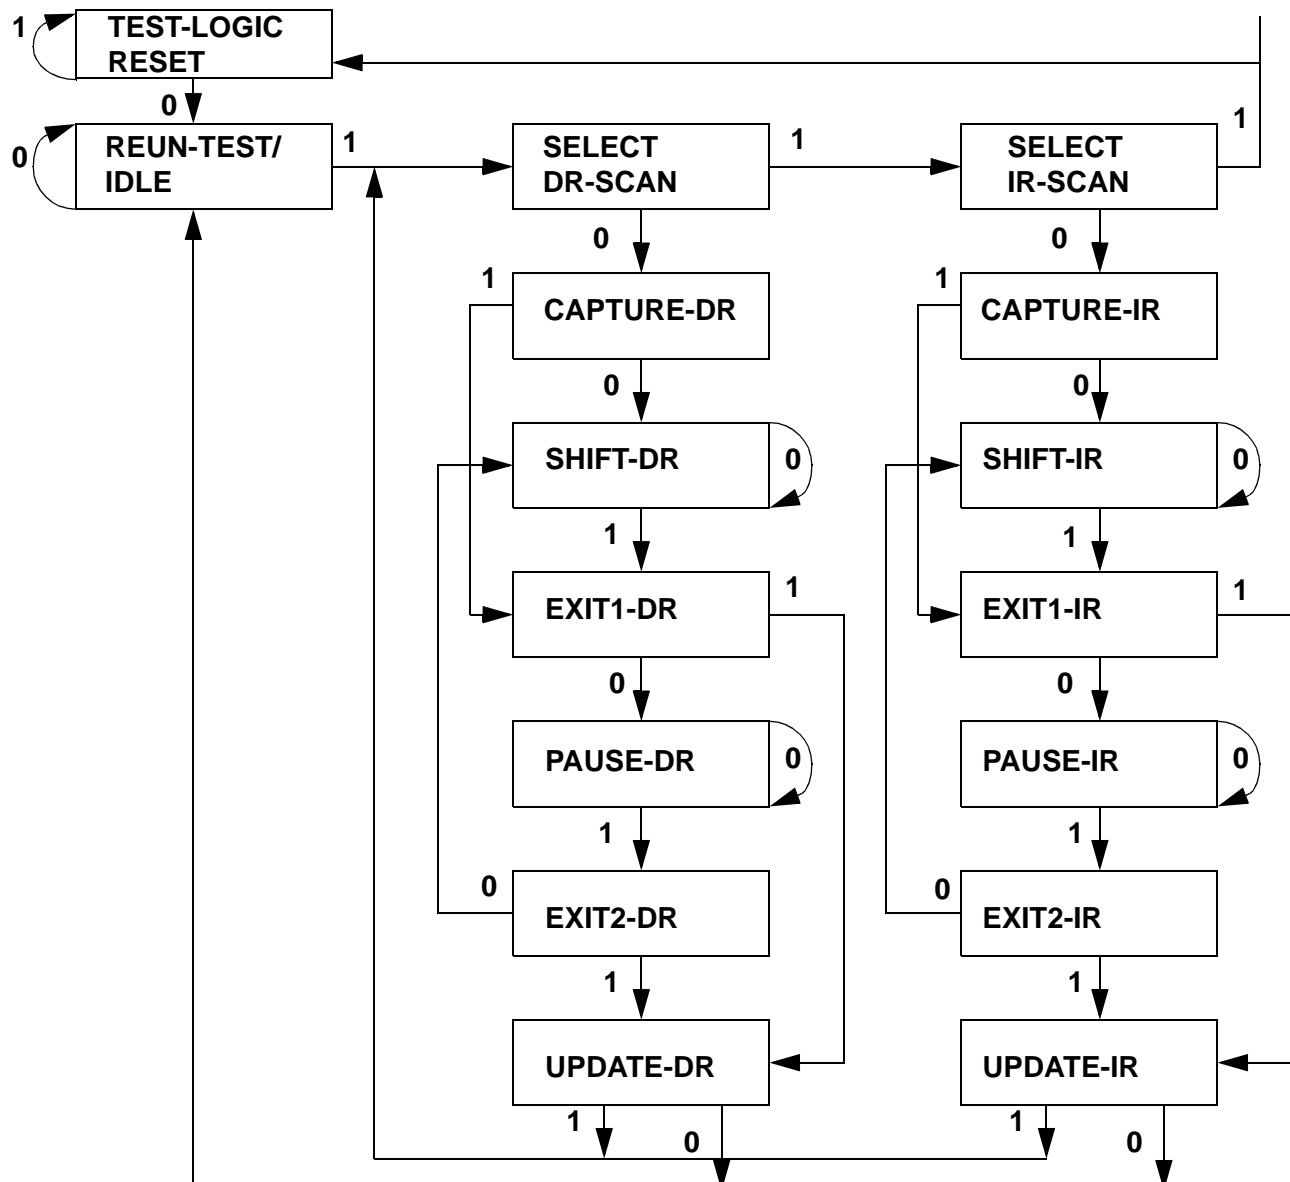 1
TEST-LOGIC
RESET
0
0
REUN-TEST/
IDLE
1
SELECT
DR-SCAN
1
SELECT
IR-SCAN
1
0
0
1
CAPTURE-DR
1
CAPTURE-IR
0
0
SHIFT-DR
0
SHIFT-IR
0
1
1
EXIT1-DR
1
EXIT1-IR
1
0
0
PAUSE-DR
0
PAUSE-IR
0
1
1
0
EXIT2-DR
0
EXIT2-IR
1
1
UPDATE-DR
UPDATE-IR
1
0
1
0